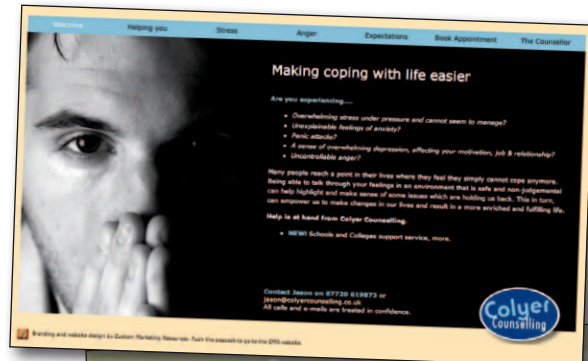 Welcome
Helping you
Stress
Anger
Expectations
Book Appointment
The Counsellor
Making coping with life easier
Are you experiencing....
• Overwhelming stress under pressure and cannot seem to manage?
• Unexplainable feelings of anxiety?
• Panic attacks?
• A sense of overwhelming depression, affecting your motivation, job & relationship?
• Uncontrollable anger?
Many people reach a point in their lives where they feel they simply cannot cope anymore.
Being able to talk through your feelings in an environment that is safe and non-judgemental
can help highlight and make sense of some issues which are holding us back. This in turn,
can empower us to make changes in our lives and result in a more enriched and fulfilling life.
Help is at hand from Colyer Counselling.
• NEW! Schools and Colleges support service, more.
Contact Jason on 07720 619873 or
jason@colyercounselling.co.uk
All calls and e-mails are treated in confidence.
Colyer
Counselling
Branding and website design by Marketing Resources. Push the to go to the website.